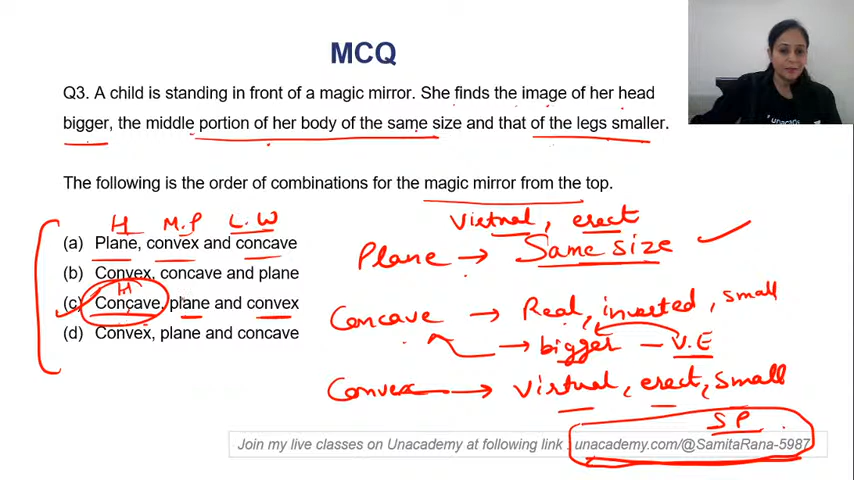 MCQ
Q3. A child is standing in front of a magic mirror. She finds the image of her head
bigger, the middle portion of her body of the same size and that of the legs smaller.
The following is the order of combinations for the magic mirror from the top.
H M.P L.W
(a) Plane, convex and concave
(b) Convex, concave and plane
H
(c) Concave, plane and convex
(d) Convex, plane and concave
Virtual, erect
Plane → Same size
Concave → Real, inverted, small
→ bigger – V.E
Convex → Virtual, erect, small
SP
Join my live classes on Unacademy at following link : unacademy.com/@SamitaRana-5987